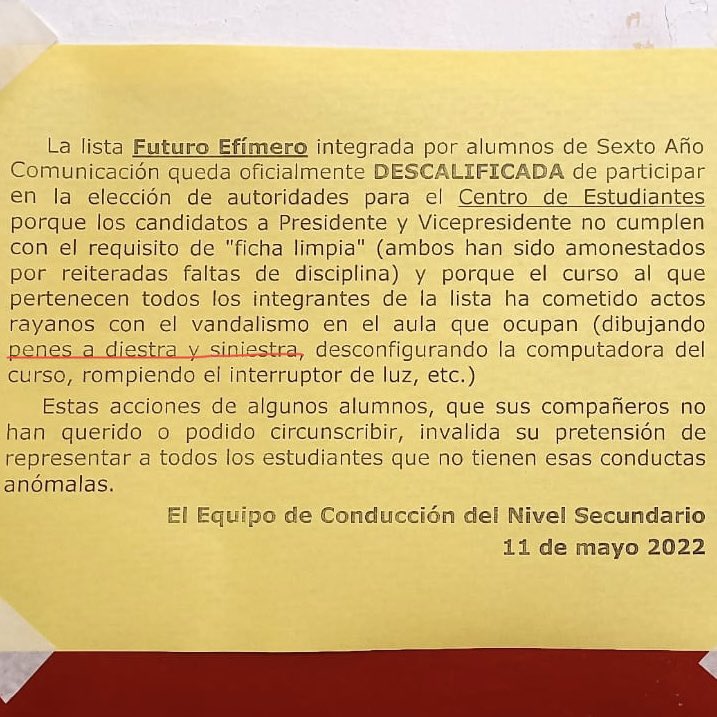 La lista Futuro Efímero integrada por alumnos de Sexto Año
Comunicación queda oficialmente DESCALIFICADA de participar
en la elección de autoridades para el Centro de Estudiantes
porque los candidatos a Presidente y Vicepresidente no cumplen
con el requisito de "ficha limpia" (ambos han sido amonestados
por reiteradas faltas de disciplina) y porque el curso al que
pertenecen todos los integrantes de la lista ha cometido actos
rayanos con el vandalismo en el aula que ocupan (dibujando
penes a diestra y siniestra, desconfigurando la computadora del
curso, rompiendo el interruptor de luz, etc.)
Estas acciones de algunos alumnos, que sus compañeros no
han querido o podido circunscribir, invalida su pretensión de
representar a todos los estudiantes que no tienen esas conductas
anómalas.
El Equipo de Conducción del Nivel Secundario
11 de mayo 2022